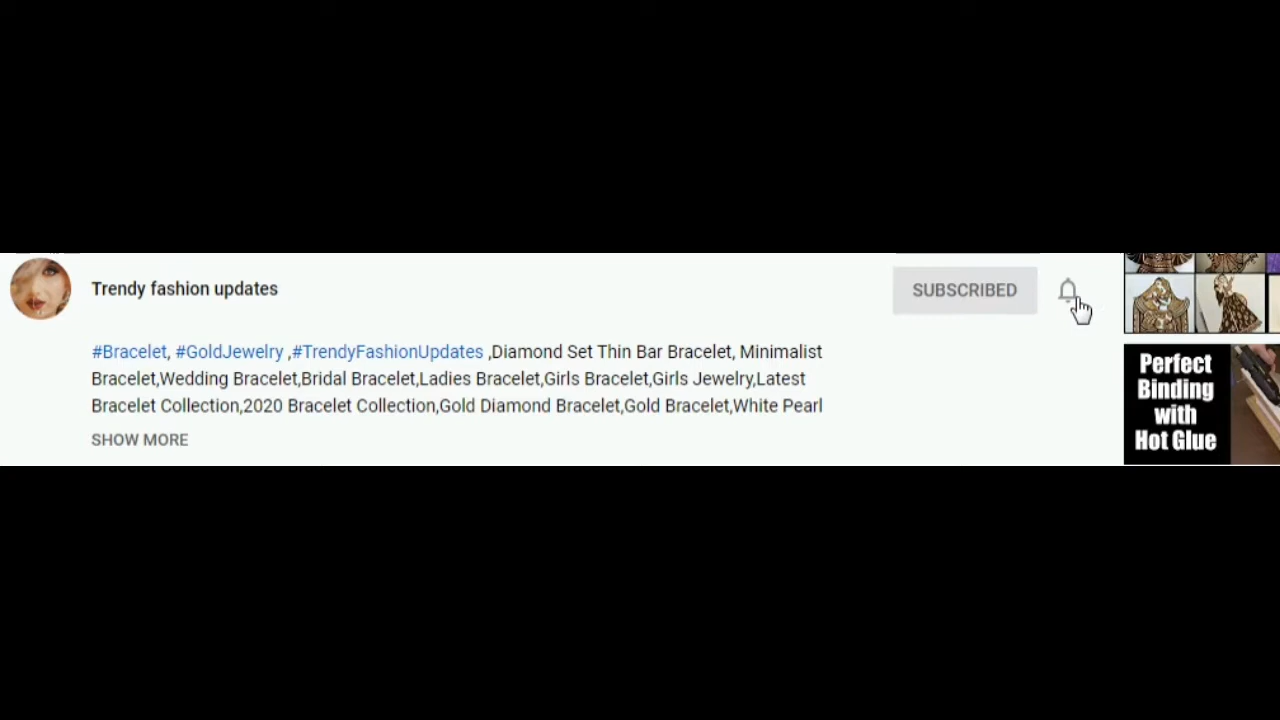 Trendy fashion updates
SUBSCRIBED
#Bracelet, #GoldJewelry ,#TrendyFashionUpdates ,Diamond Set Thin Bar Bracelet, Minimalist
Bracelet,Wedding Bracelet,Bridal Bracelet,Ladies Bracelet,Girls Bracelet,Girls Jewelry,Latest
Bracelet Collection,2020 Bracelet Collection,Gold Diamond Bracelet,Gold Bracelet,White Pearl
SHOW MORE
Perfect
Binding
with
Hot Glue